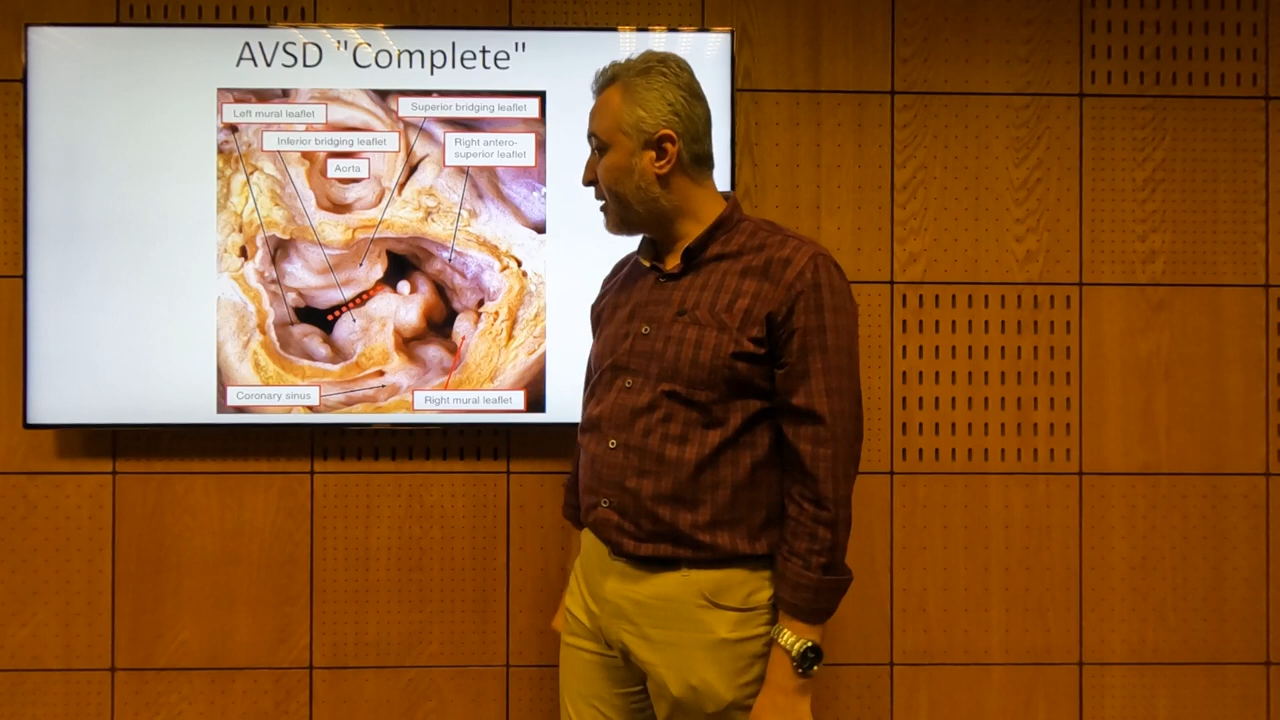 AVSD "Complete"
Left mural leaflet
Superior bridging leaflet
Inferior bridging leaflet
Right antero-
superior leaflet
Aorta
Coronary sinus
Right mural leaflet